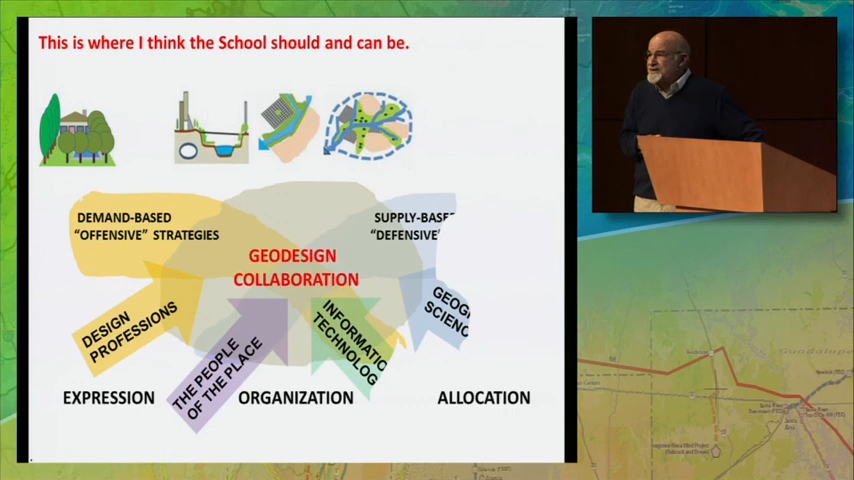 This is where I think the School should and can be.
DEMAND-BASED
"OFFENSIVE" STRATEGIES
SUPPLY-BASE
"DEFENSIVE"
GEODESIGN
COLLABORATION
DESIGN
PROFESSIONS
THE PEOPLE
OF THE PLACE
INFORMATIO
TECHNOLOG
GEOG
SCIENC
EXPRESSION
ORGANIZATION
ALLOCATION